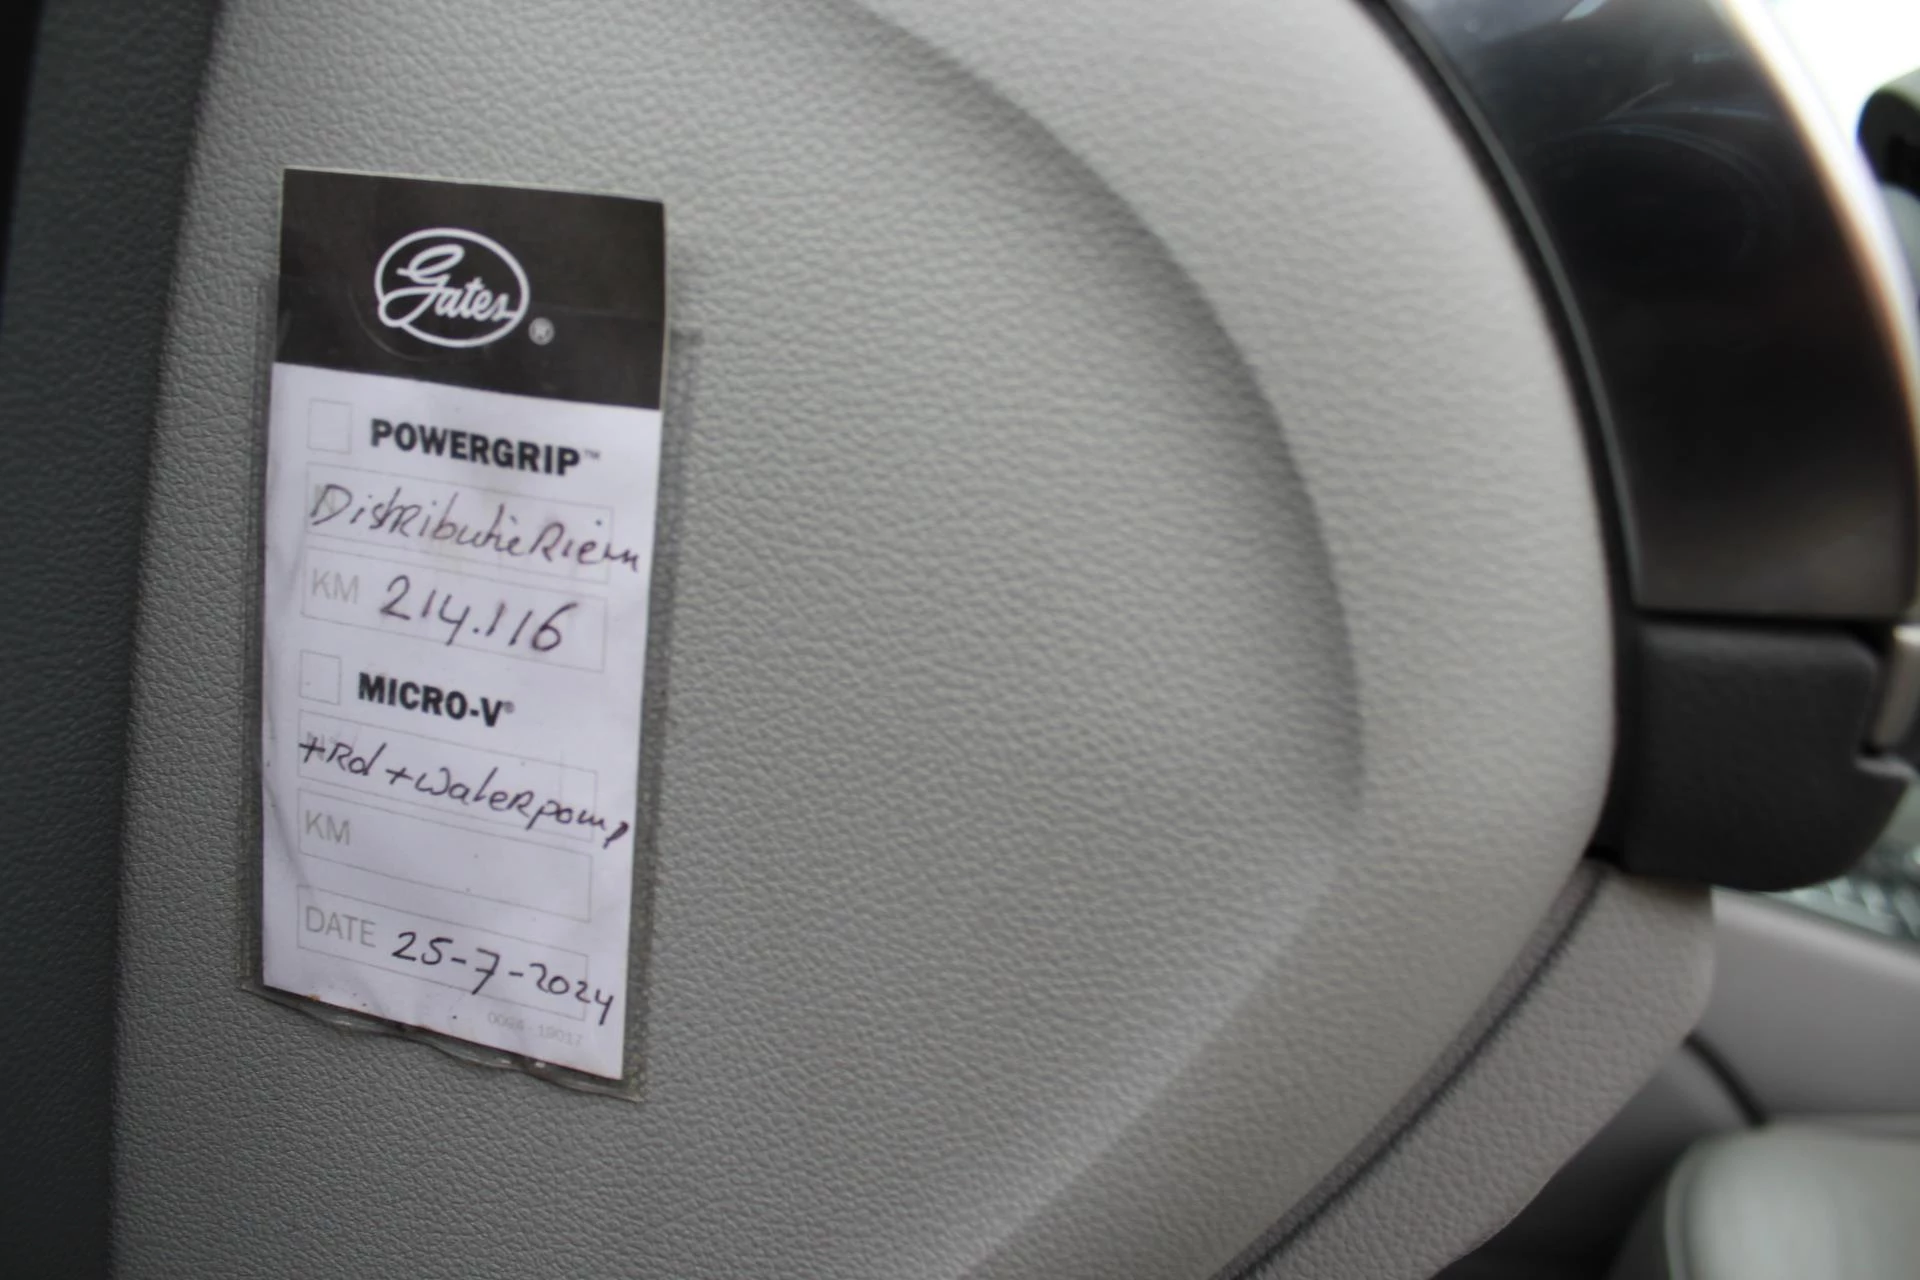 Gates®
POWERGRIP™
DistRibutieRiem
KM 214.116
MICRO-V®
+Rol +wateRpomp
KM
DATE 25-7-2024